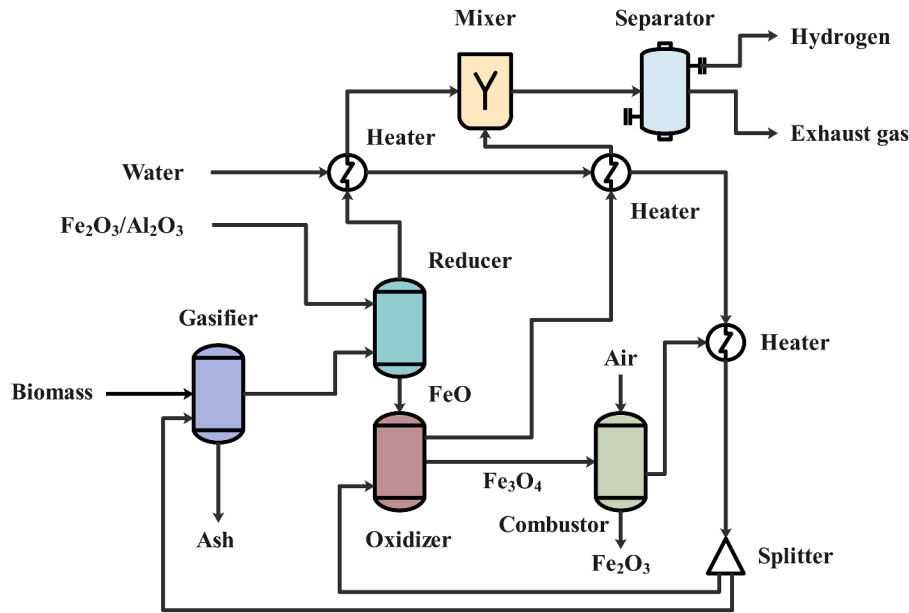 Mixer
Separator
Hydrogen
Exhaust gas
Heater
Water
Heater
Fe₂O₃/Al₂O₃
Reducer
Gasifier
Heater
Air
Biomass
FeO
Fe₃O₄
Combustor
Ash
Oxidizer
Fe₂O₃
Splitter